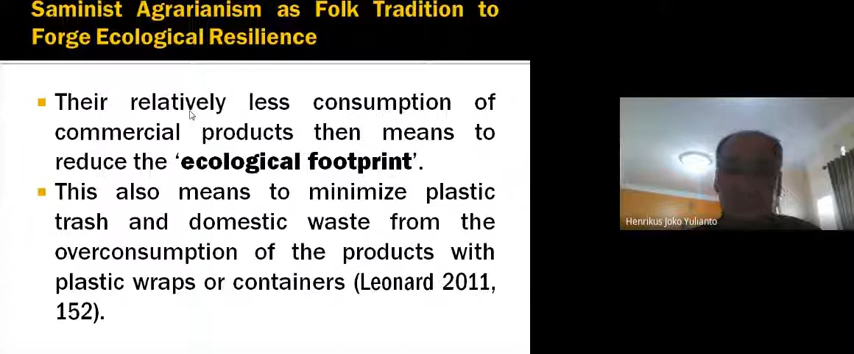 Saminist Agrarianism as Folk Tradition to
Forge Ecological Resilience
▪ Their relatively less consumption of
commercial products then means to
reduce the ‘ecological footprint’.
▪ This also means to minimize plastic
trash and domestic waste from the
overconsumption of the products with
plastic wraps or containers (Leonard 2011,
152).
Henrikus Joko Yulianto